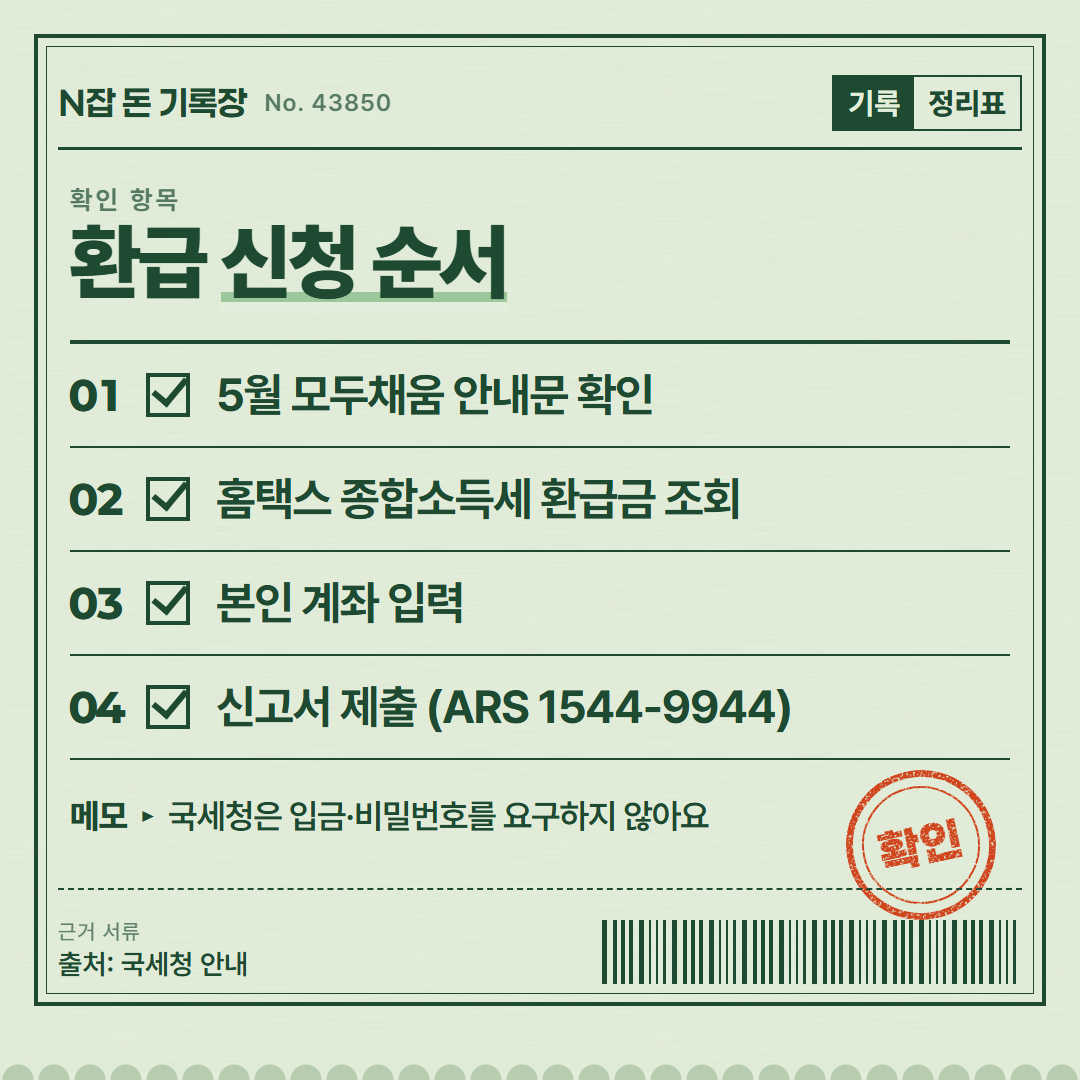 N잡 돈 기록장 No. 43850
기록 정리표
확인 항목
환급 신청 순서
01 5월 모두채움 안내문 확인
02 홈택스 종합소득세 환급금 조회
03 본인 계좌 입력
04 신고서 제출 (ARS 1544-9944)
메모 ▸ 국세청은 입금·비밀번호를 요구하지 않아요
확인
근거 서류
출처: 국세청 안내